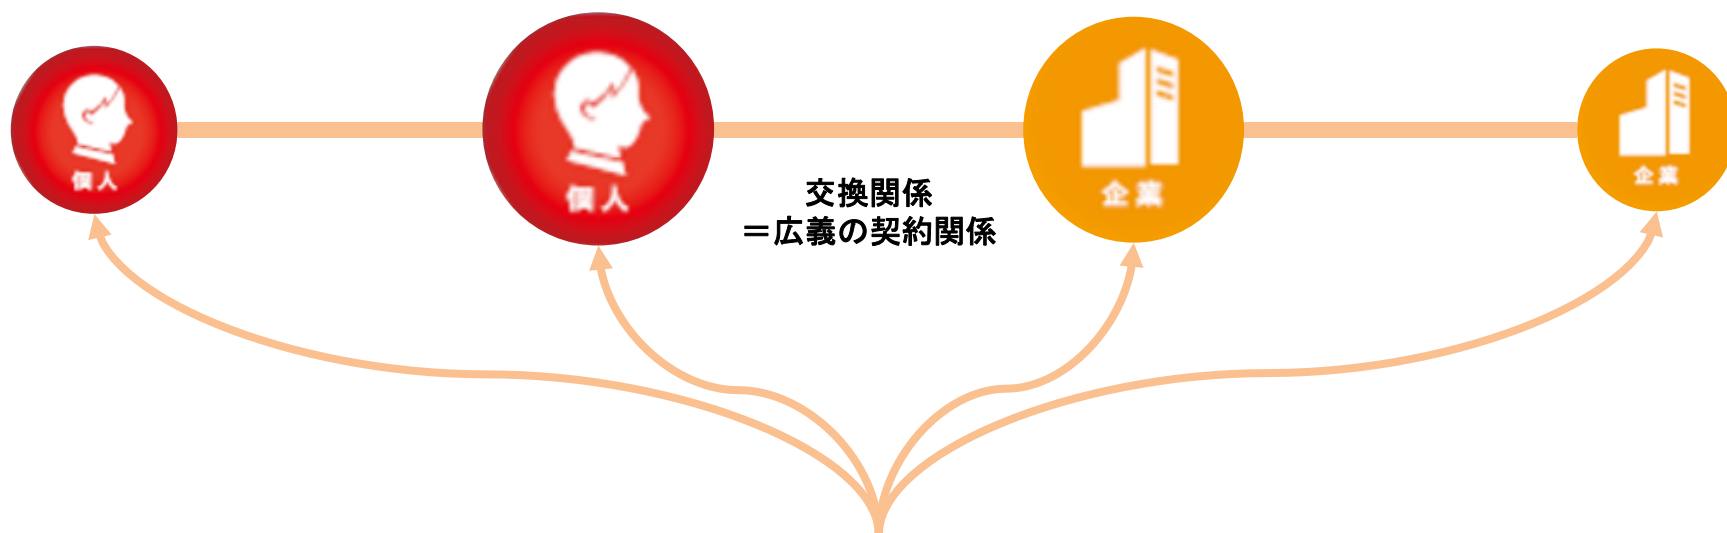 個人
個人
交換関係
＝広義の契約関係
企業
企業